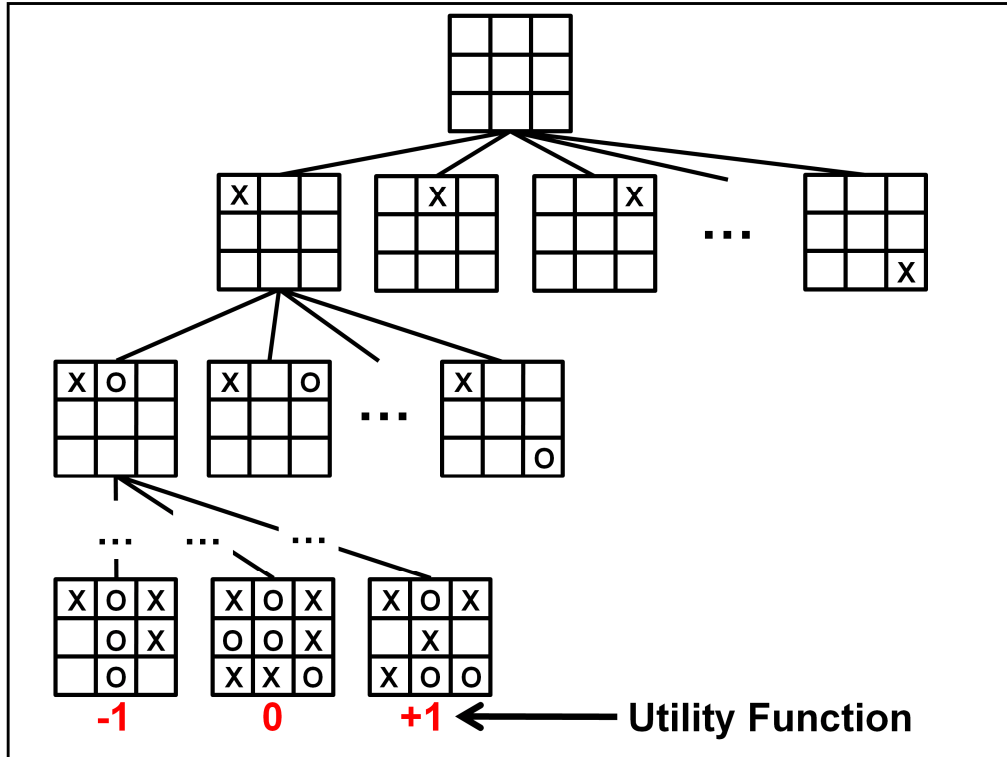 X X X ... X
X O X O ... X
O
... ... ...
X O X X O X X O X
O X O O X X
O X X O X O O
-1 0 +1 Utility Function